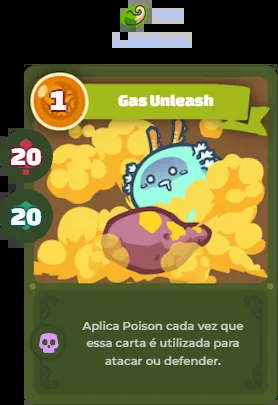 1
Gas Unleash
20
20
Aplica Poison cada vez que
essa carta é utilizada para
atacar ou defender.